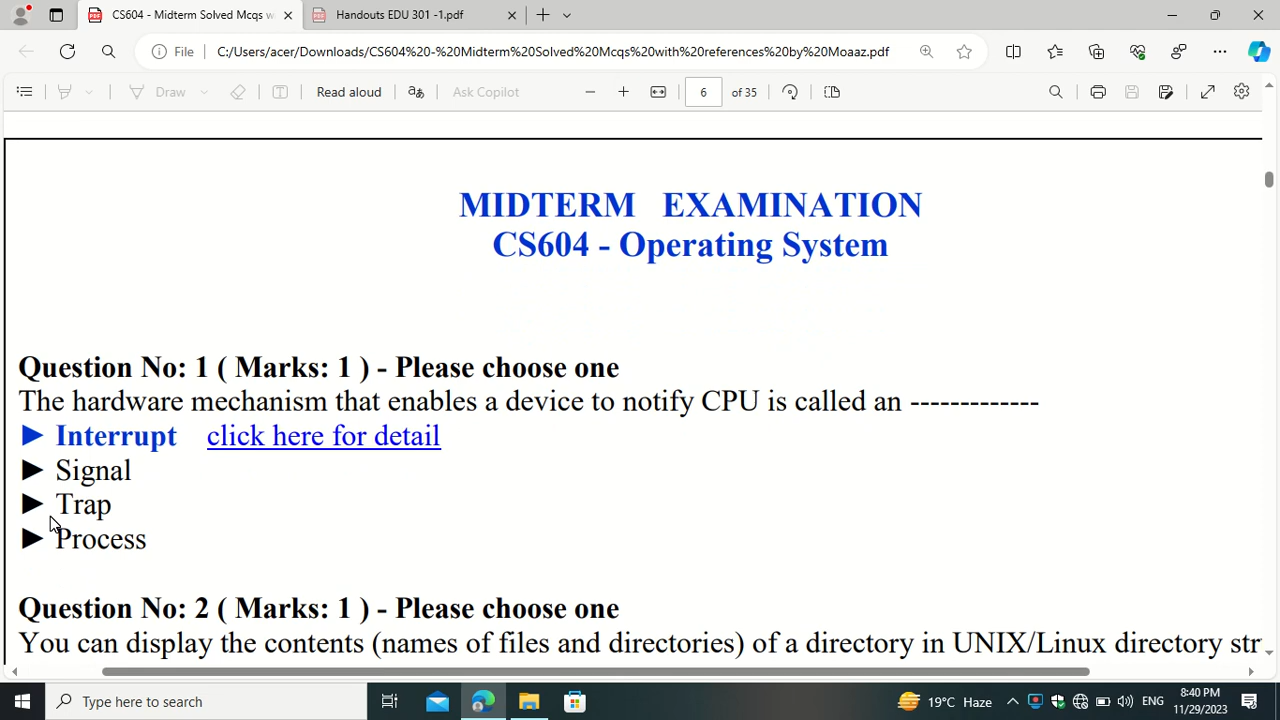 CS604 - Midterm Solved Mcqs w
Handouts EDU 301 -1.pdf
File
C:/Users/acer/Downloads/CS604%20-%20Midterm%20Solved%20Mcqs%20with%20references%20by%20Moaaz.pdf
Draw
Read aloud
Ask Copilot
6 of 35
MIDTERM EXAMINATION
CS604 - Operating System
Question No: 1 ( Marks: 1 ) - Please choose one
The hardware mechanism that enables a device to notify CPU is called an -------------
► Interrupt click here for detail
► Signal
► Trap
► Process
Question No: 2 ( Marks: 1 ) - Please choose one
You can display the contents (names of files and directories) of a directory in UNIX/Linux directory str
Type here to search
19°C Haze
ENG
8:40 PM
11/29/2023